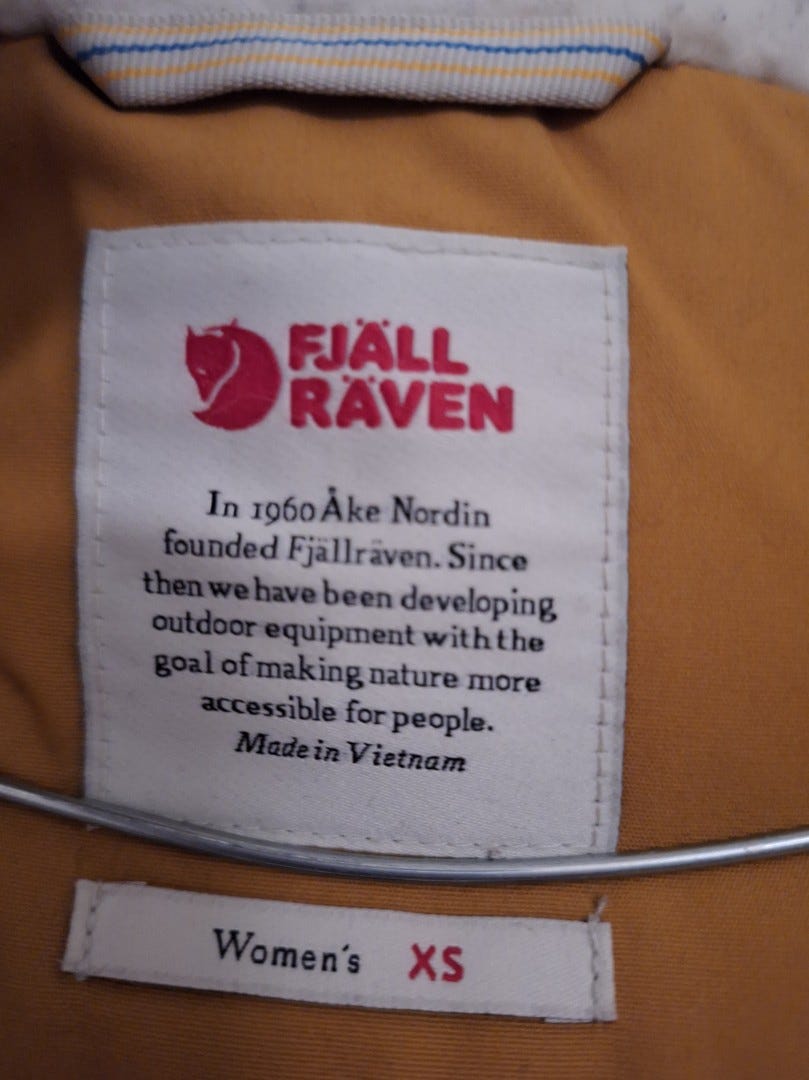 FJÄLL
RÄVEN
In 1960 Åke Nordin
founded Fjällräven. Since
then we have been developing
outdoor equipment with the
goal of making nature more
accessible for people.
Made in Vietnam
Women's XS